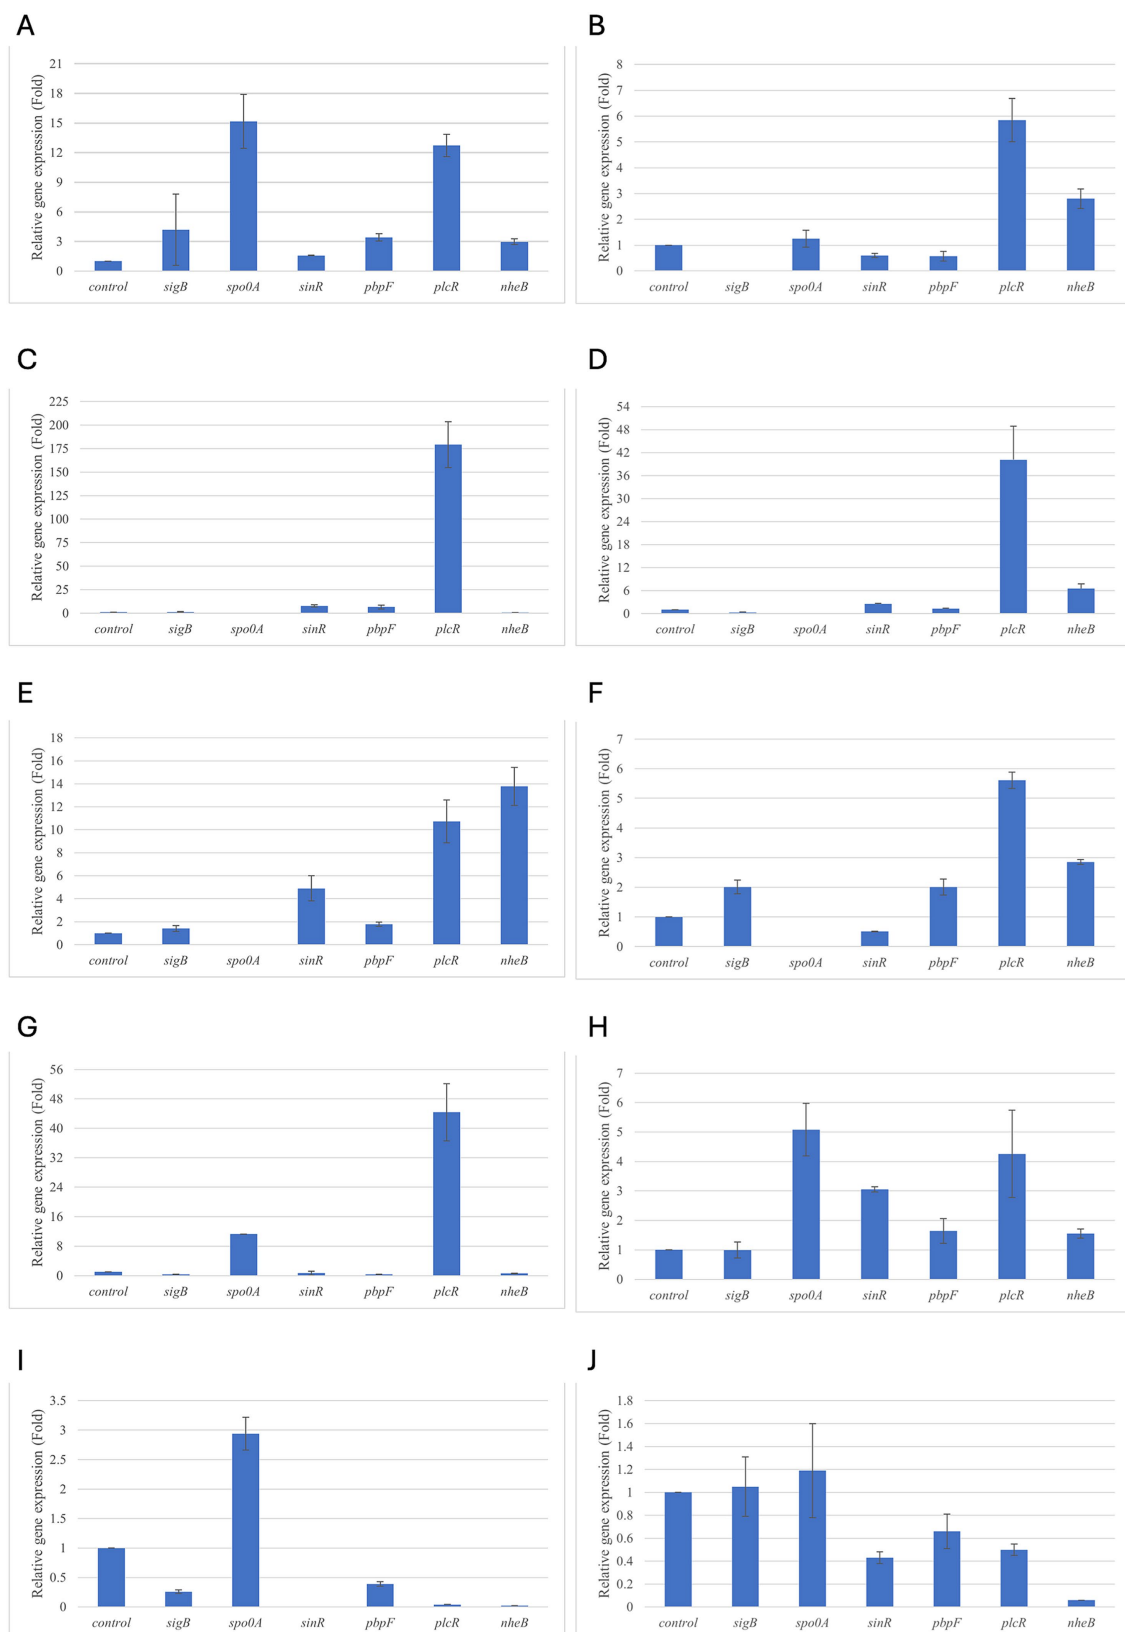 A
Relative gene expression (Fold)
21
18
15
12
9
6
3
0
control sigB spo0A sinR pbpF plcR nheB
B
Relative gene expression (Fold)
8
7
6
5
4
3
2
1
0
control sigB spo0A sinR pbpF plcR nheB
C
Relative gene expression (Fold)
225
200
175
150
125
100
75
50
25
0
control sigB spo0A sinR pbpF plcR nheB
D
Relative gene expression (Fold)
54
48
42
36
30
24
18
12
6
0
control sigB spo0A sinR pbpF plcR nheB
E
Relative gene expression (Fold)
18
16
14
12
10
8
6
4
2
0
control sigB spo0A sinR pbpF plcR nheB
F
Relative gene expression (Fold)
7
6
5
4
3
2
1
0
control sigB spo0A sinR pbpF plcR nheB
G
Relative gene expression (Fold)
56
48
40
32
24
16
8
0
control sigB spo0A sinR pbpF plcR nheB
H
Relative gene expression (Fold)
7
6
5
4
3
2
1
0
control sigB spo0A sinR pbpF plcR nheB
I
Relative gene expression (Fold)
3.5
3
2.5
2
1.5
1
0.5
0
control sigB spo0A sinR pbpF plcR nheB
J
Relative gene expression (Fold)
1.8
1.6
1.4
1.2
1
0.8
0.6
0.4
0.2
0
control sigB spo0A sinR pbpF plcR nheB